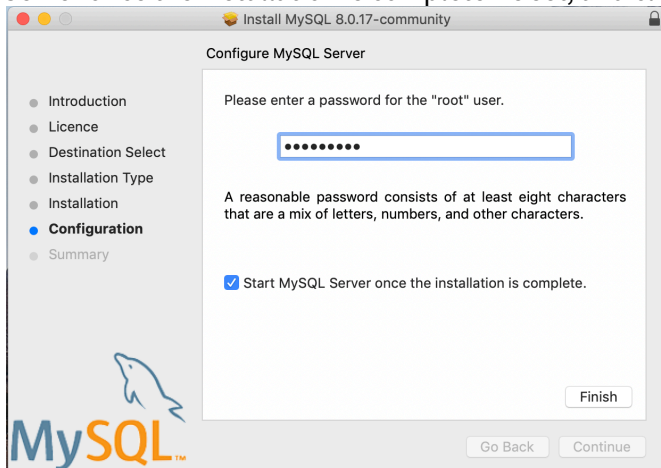 Install MySQL 8.0.17-community
Configure MySQL Server
Introduction
Licence
Destination Select
Installation Type
Installation
Configuration
Summary
Please enter a password for the "root" user.
•••••••••
A reasonable password consists of at least eight characters
that are a mix of letters, numbers, and other characters.
Start MySQL Server once the installation is complete.
Finish
MySQL™
Go Back
Continue